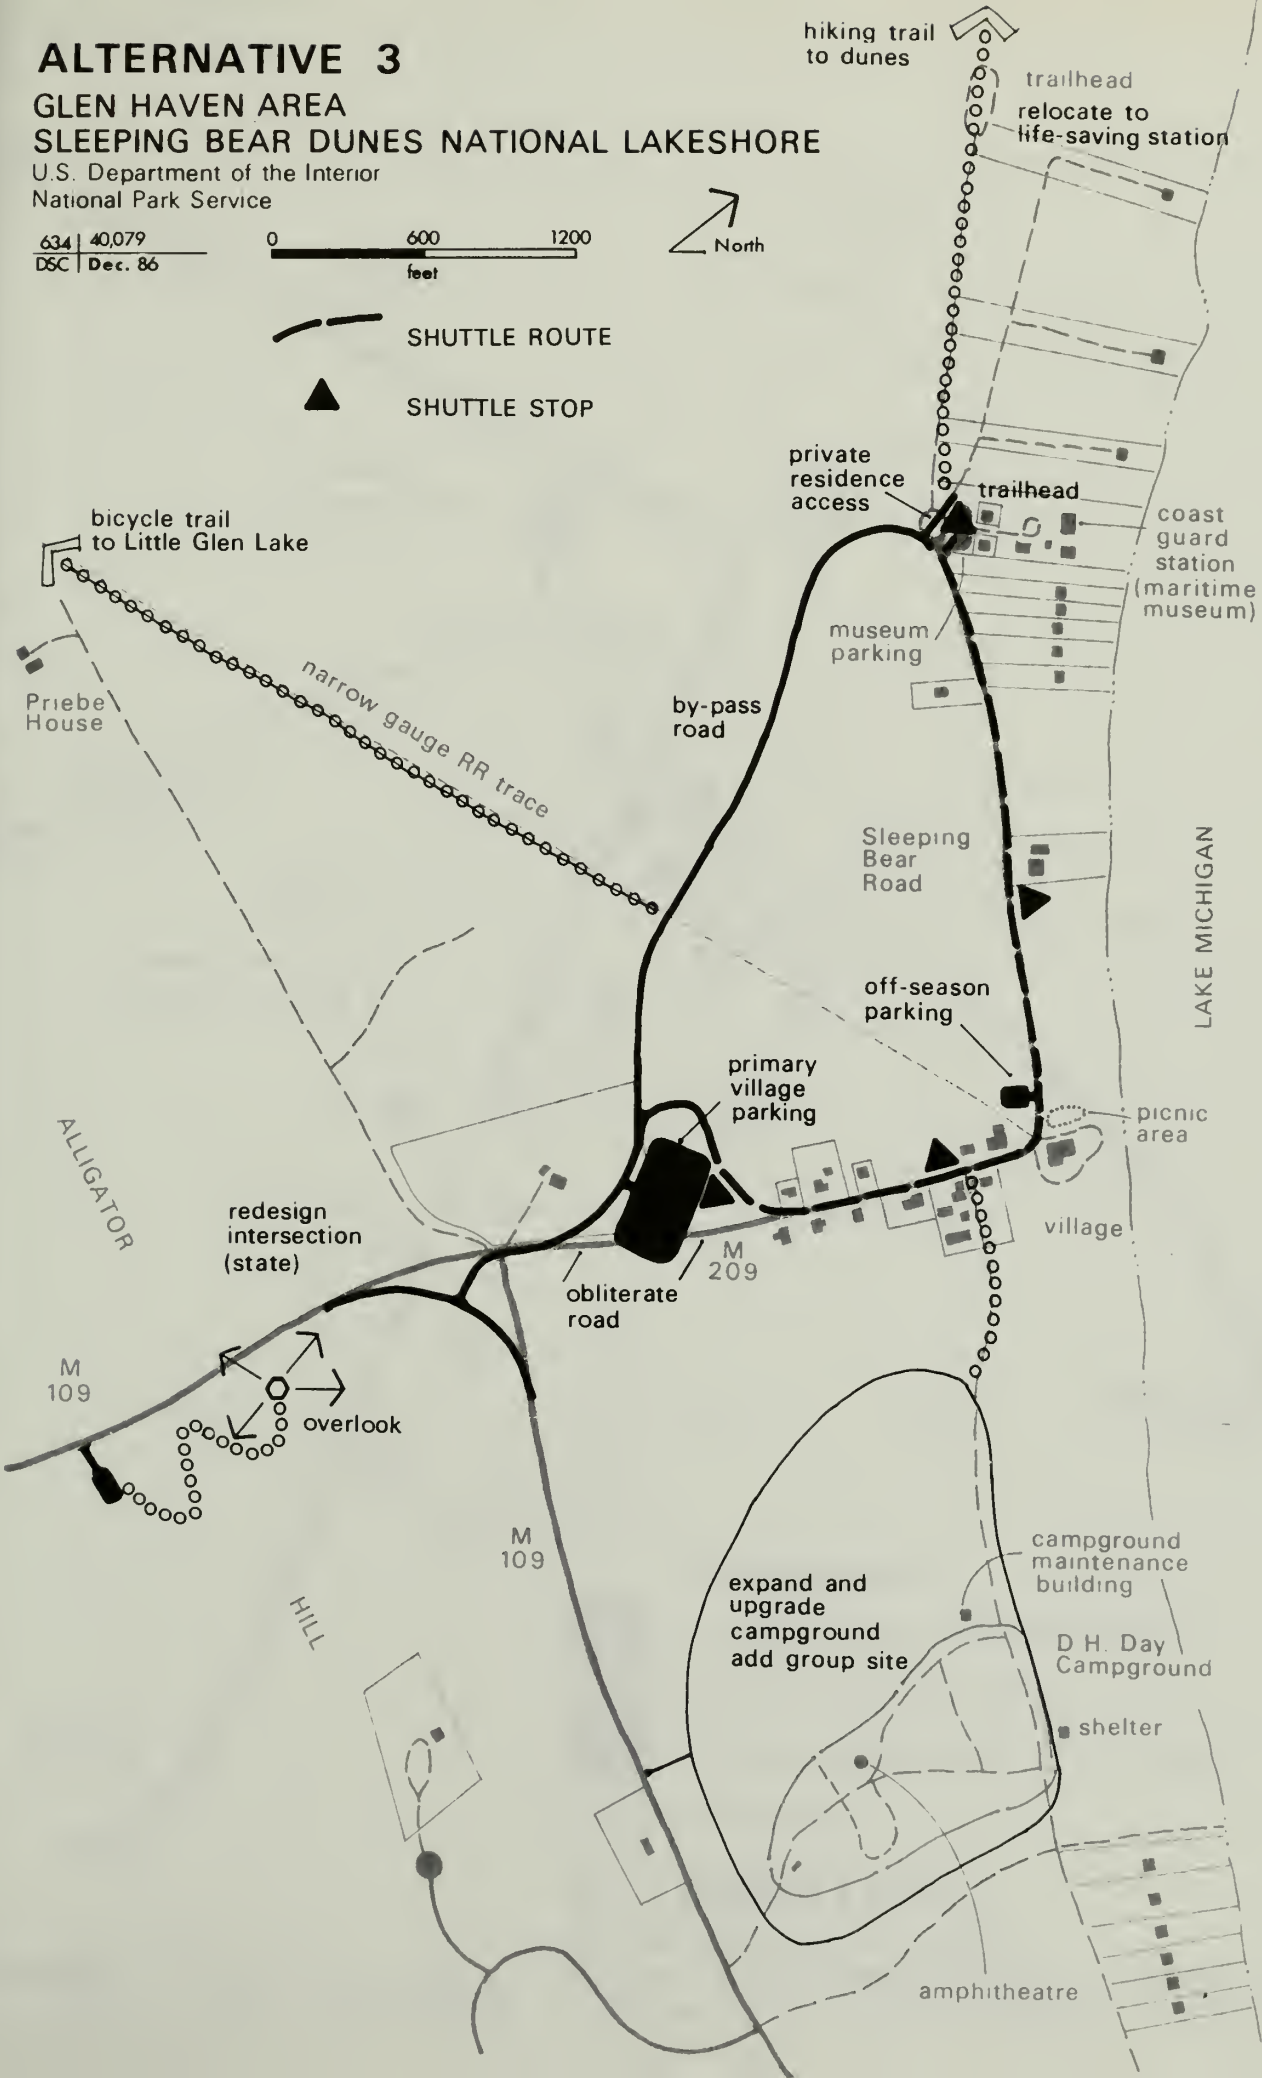 ALTERNATIVE 3
GLEN HAVEN AREA
SLEEPING BEAR DUNES NATIONAL LAKESHORE
U.S. Department of the Interior
National Park Service
634 | 40,079
DSC | Dec. 86
0 600 1200
feet
North
SHUTTLE ROUTE
SHUTTLE STOP
hiking trail
to dunes
trailhead
relocate to
life-saving station
private
residence
access
trailhead
coast
guard
station
(maritime
museum)
museum
parking
bicycle trail
to Little Glen Lake
Priebe
House
narrow gauge RR trace
by-pass
road
Sleeping
Bear
Road
LAKE MICHIGAN
off-season
parking
primary
village
parking
picnic
area
village
ALLIGATOR
redesign
intersection
(state)
M
209
obliterate
road
M
109
overlook
M
109
HILL
expand and
upgrade
campground
add group site
campground
maintenance
building
D H. Day
Campground
shelter
amphitheatre